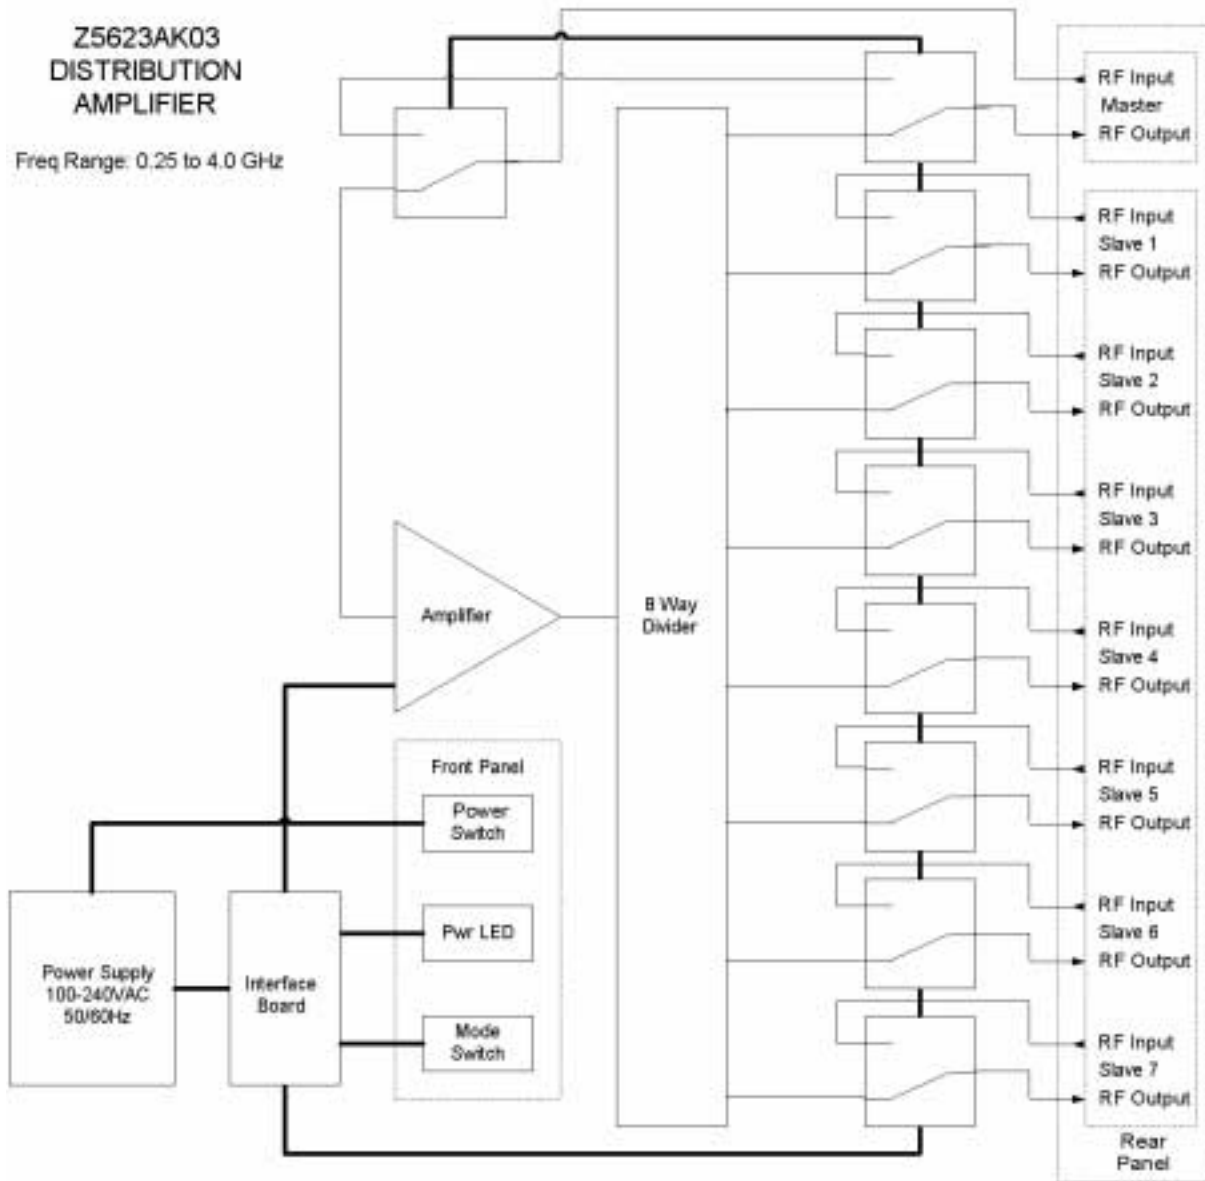 Z5623AK03
DISTRIBUTION
AMPLIFIER
Freq Range: 0.25 to 4.0 GHz
RF Input
Master
RF Output
RF Input
Slave 1
RF Output
RF Input
Slave 2
RF Output
RF Input
Slave 3
RF Output
RF Input
Slave 4
RF Output
RF Input
Slave 5
RF Output
RF Input
Slave 6
RF Output
RF Input
Slave 7
RF Output
Rear
Panel
8 Way
Divider
Amplifier
Front Panel
Power
Switch
Pwr LED
Mode
Switch
Power Supply
100-240VAC
50/60Hz
Interface
Board